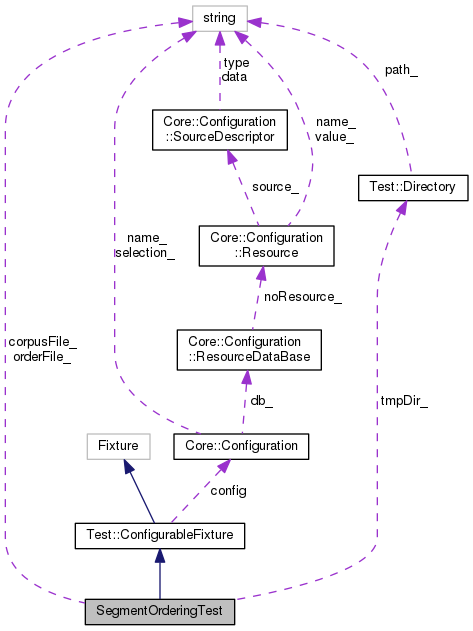 string
type
data
path_
Core::Configuration
::SourceDescriptor
name_
value_
Test::Directory
source_
Core::Configuration
::Resource
name_
selection_
noResource_
corpusFile_
orderFile_
Core::Configuration
::ResourceDataBase
db_
tmpDir_
Fixture
Core::Configuration
config
Test::ConfigurableFixture
SegmentOrderingTest